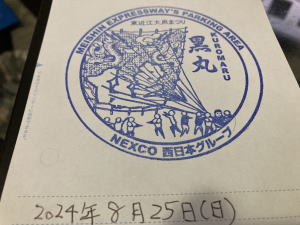 MEISHIN EXPRESSWAY'S PARKING AREA
東近江大凧まつり
黒丸
KUROMARU
NEXCO 西日本グループ
2024年8月25日(日)